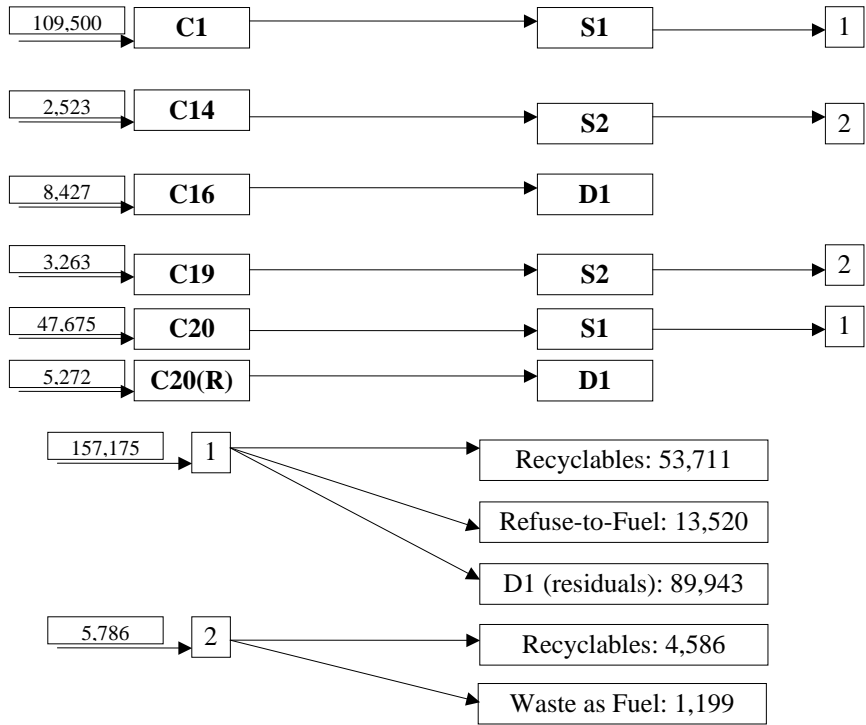 109,500 C1 S1 1
2,523 C14 S2 2
8,427 C16 D1
3,263 C19 S2 2
47,675 C20 S1 1
5,272 C20(R) D1
157,175 1 Recyclables: 53,711
Refuse-to-Fuel: 13,520
D1 (residuals): 89,943
5,786 2 Recyclables: 4,586
Waste as Fuel: 1,199